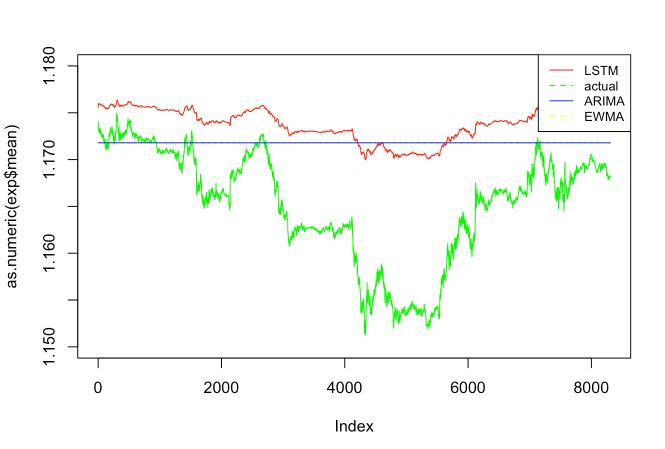 1.180
1.170
1.160
1.150
as.numeric(exp$mean)
LSTM
actual
ARIMA
EWMA
0 2000 4000 6000 8000
Index